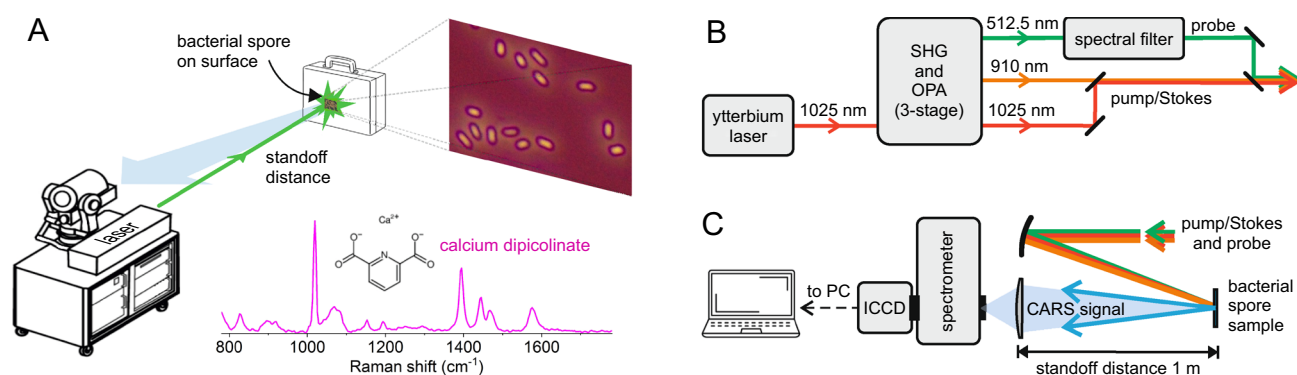 A
bacterial spore
on surface
standoff
distance
laser
Ca²⁺
O⁻
O
N
O
O⁻
calcium dipicolinate
800
1000
1200
1400
1600
Raman shift (cm⁻¹)
B
ytterbium
laser
1025 nm
SHG
and
OPA
(3-stage)
512.5 nm
spectral filter
probe
910 nm
pump/Stokes
1025 nm
C
to PC
ICCD
spectrometer
CARS signal
pump/Stokes
and probe
bacterial
spore
sample
standoff distance 1 m